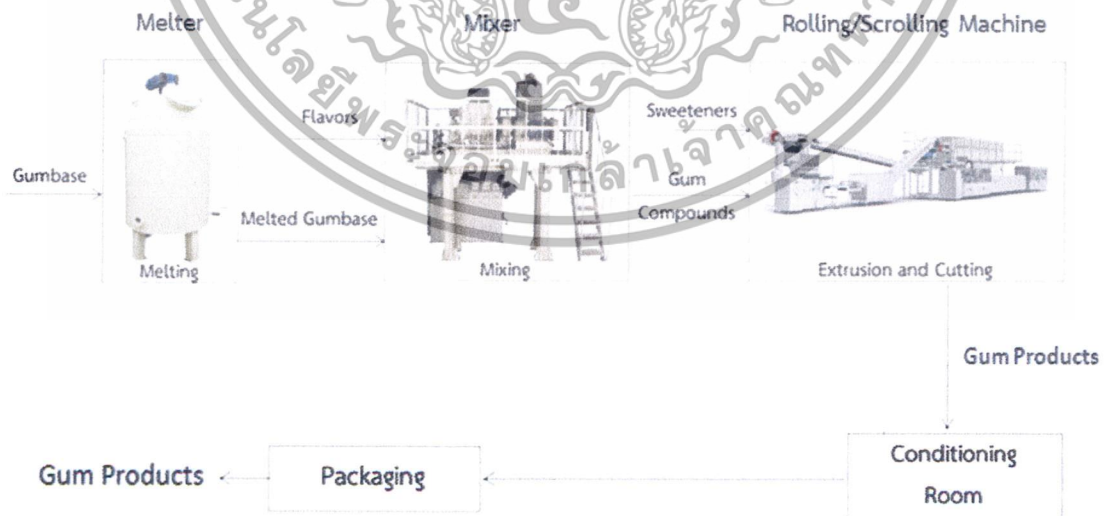 Melter
Mixer
Rolling/Scrolling Machine
Gumbase
Flavors
Melted Gumbase
Sweeteners
Gum
Compounds
Melting
Mixing
Extrusion and Cutting
Gum Products
Conditioning
Room
Packaging
Gum Products